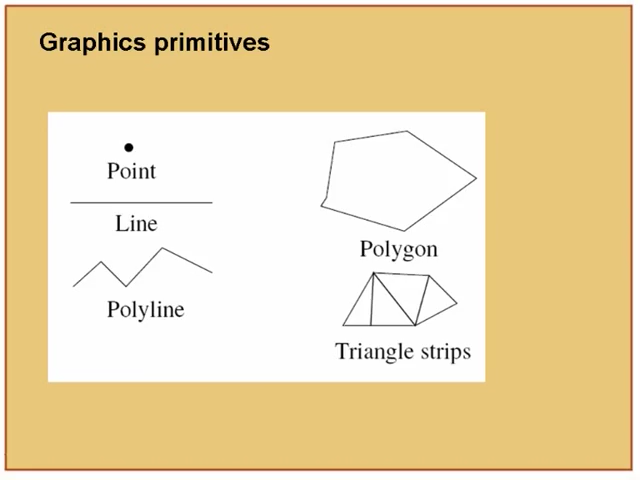 Graphics primitives
Point
Line
Polyline
Polygon
Triangle strips